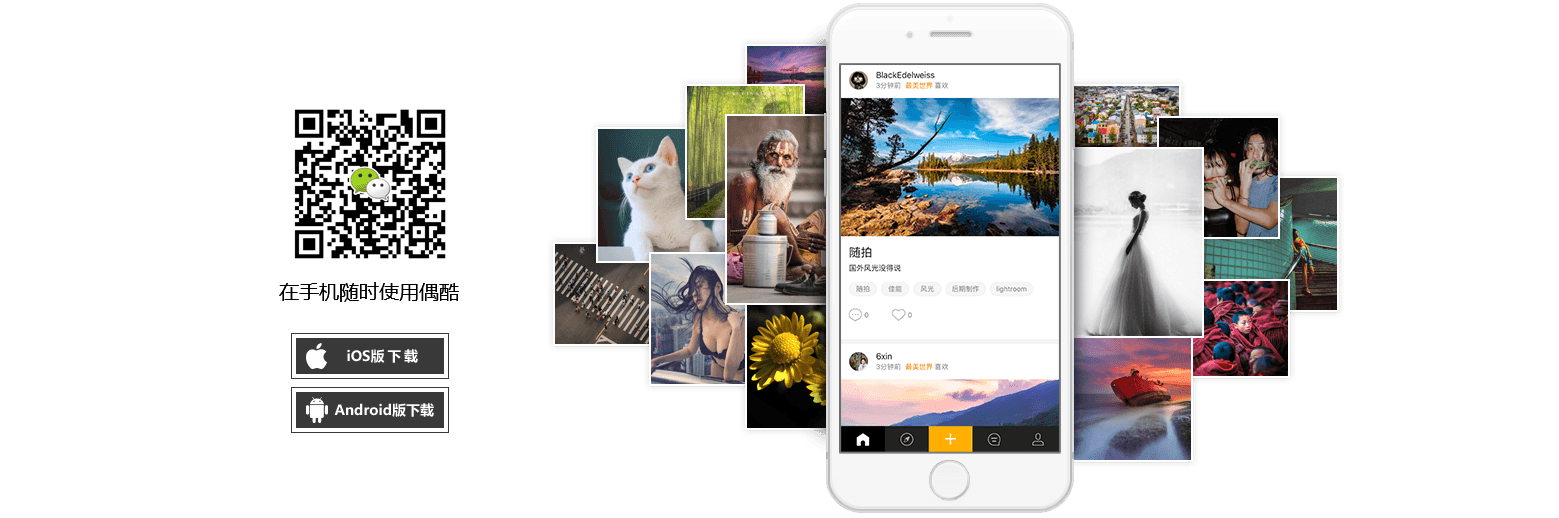 在手机随时使用偶酷
iOS版下载
Android版下载
BlackEdelweiss
3分钟前 最美世界 喜欢
随拍
国外风光没得说
随拍 佳能 风光 后期制作 lightroom
0 0
6xin
3分钟前 最美世界 喜欢